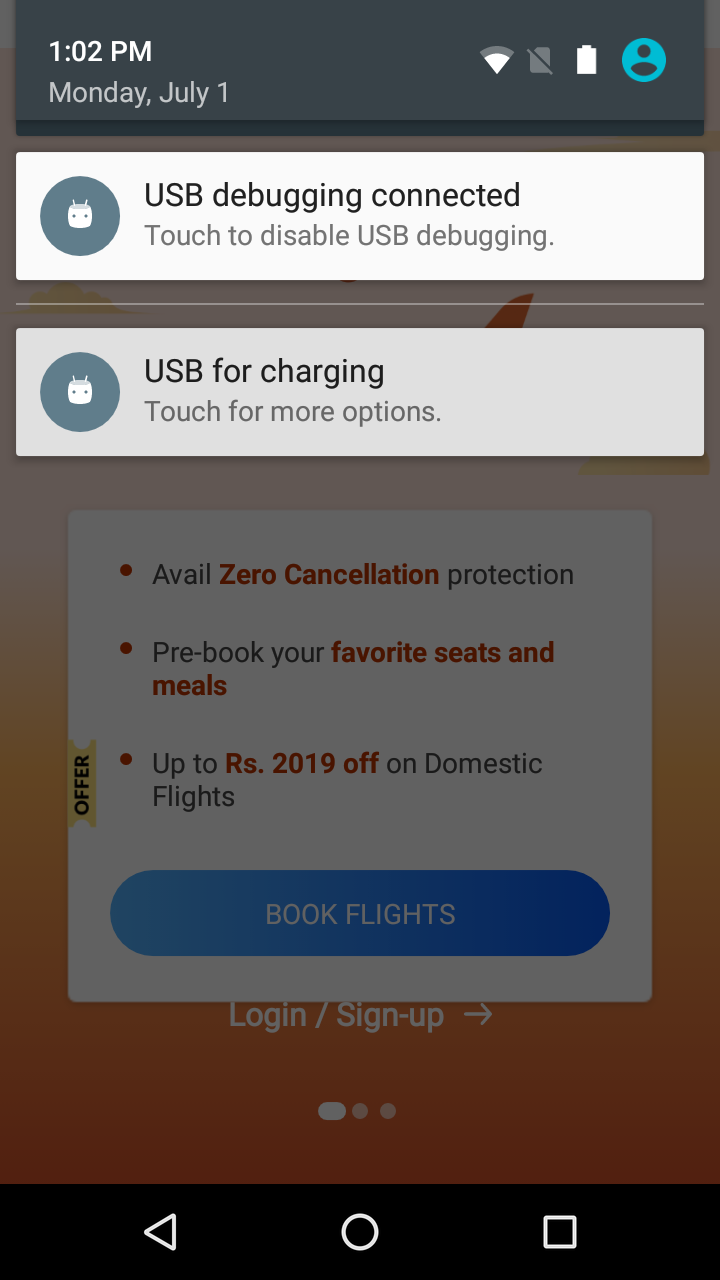 1:02 PM
Monday, July 1
USB debugging connected
Touch to disable USB debugging.
USB for charging
Touch for more options.
Avail Zero Cancellation protection
Pre-book your favorite seats and
meals
Up to Rs. 2019 off on Domestic
Flights
OFFER
BOOK FLIGHTS
Login / Sign-up